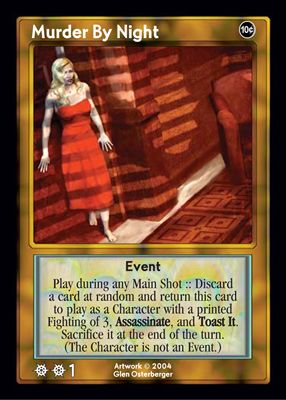 Murder By Night
10¢
Event
Play during any Main Shot :: Discard
a card at random and return this card
to play as a Character with a printed
Fighting of 3, Assassinate, and Toast It.
Sacrifice it at the end of the turn.
(The Character is not an Event.)
1
Artwork © 2004
Glen Osterberger